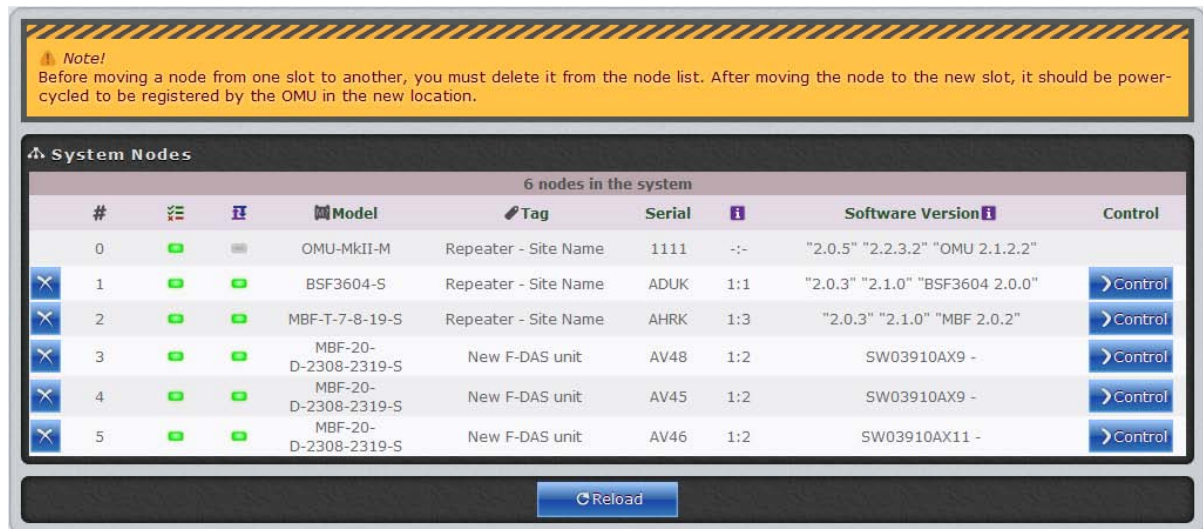 Note!
Before moving a node from one slot to another, you must delete it from the node list. After moving the node to the new slot, it should be power-
cycled to be registered by the OMU in the new location.
System Nodes
6 nodes in the system
# Model Tag Serial i Software Version i Control
0 OMU-MkII-M Repeater - Site Name 1111 -:- "2.0.5" "2.2.3.2" "OMU 2.1.2.2"
1 BSF3604-S Repeater - Site Name ADUK 1:1 "2.0.3" "2.1.0" "BSF3604 2.0.0" Control
2 MBF-T-7-8-19-S Repeater - Site Name AHRK 1:3 "2.0.3" "2.1.0" "MBF 2.0.2" Control
MBF-20-
3 D-2308-2319-S New F-DAS unit AV48 1:2 SW03910AX9 - Control
MBF-20-
4 D-2308-2319-S New F-DAS unit AV45 1:2 SW03910AX9 - Control
MBF-20-
5 D-2308-2319-S New F-DAS unit AV46 1:2 SW03910AX11 - Control
Reload